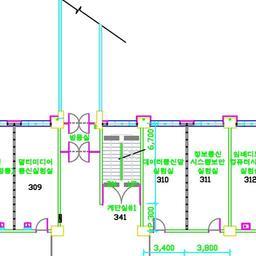 방풍실
멀티미디어
통신실험실
309
계단실#1
341
6,700
2,300
데이터통신망
실험실
310
정보통신
시스템보안
실험실
311
임베디드
컴퓨터시스템
실험실
312
3,400
3,800